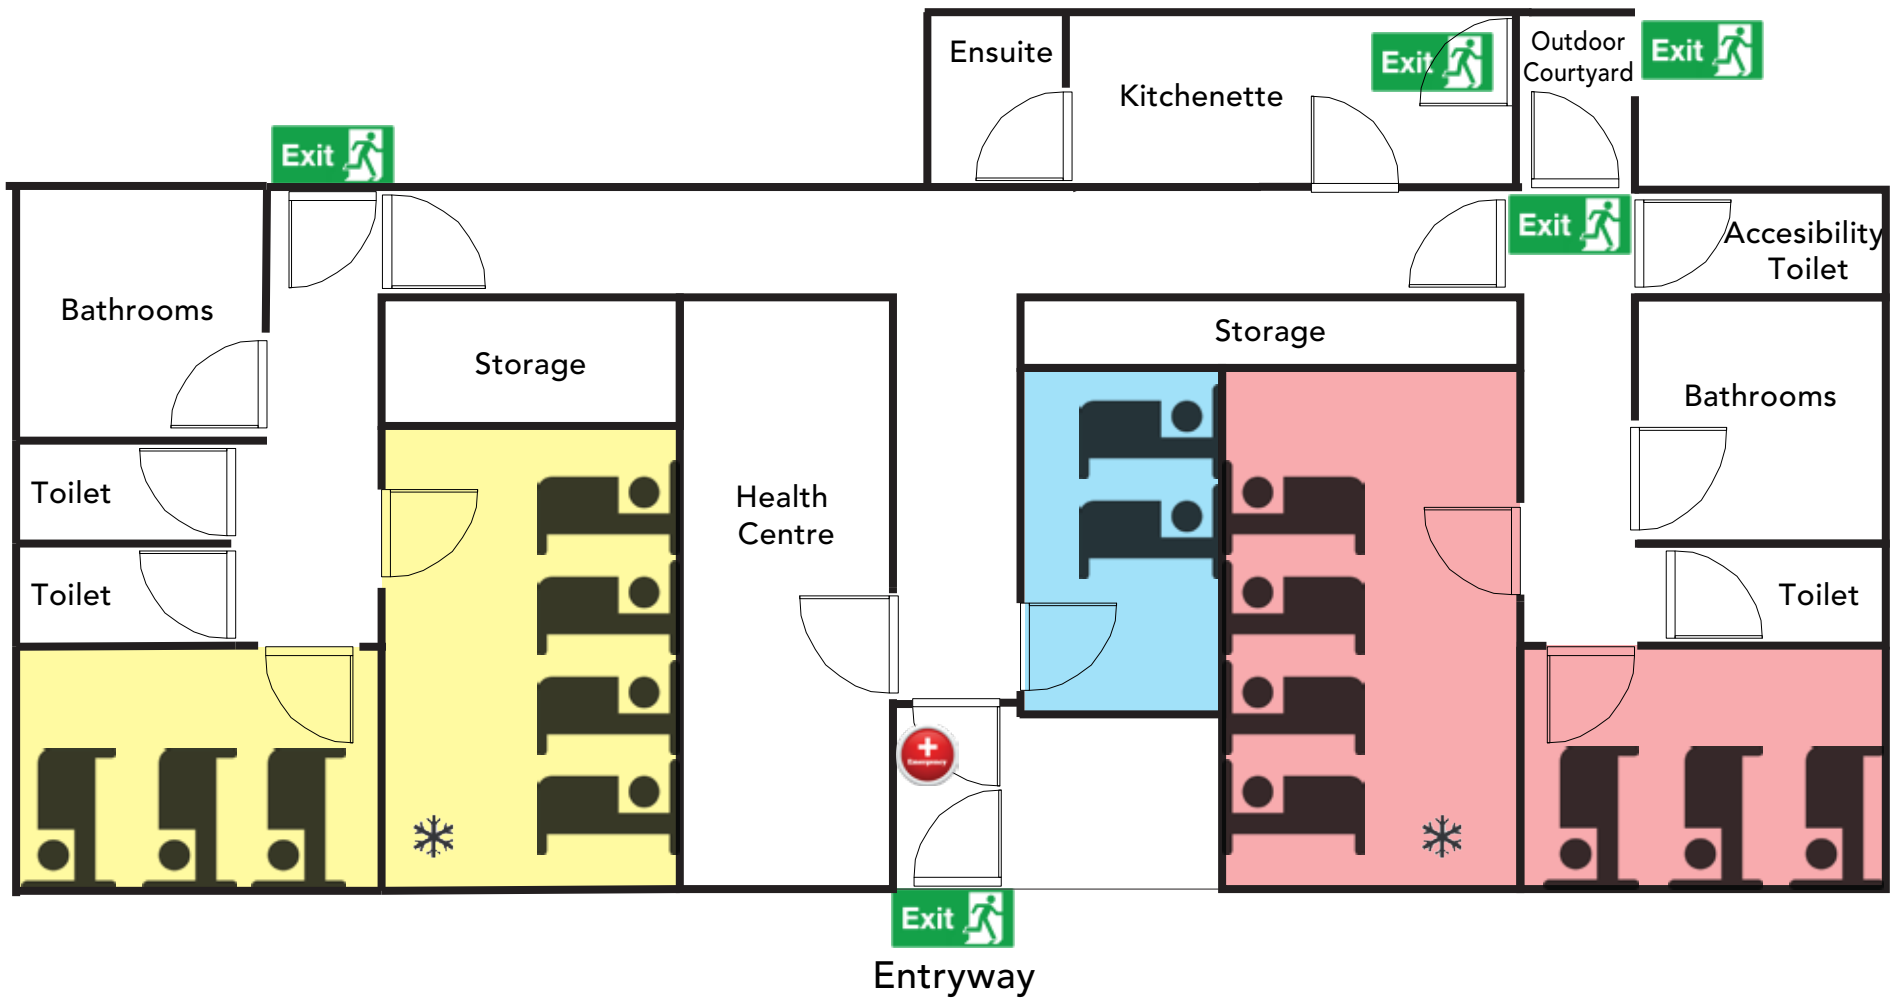 Ensuite
Kitchenette
Exit
Outdoor
Courtyard
Exit
Exit
Exit
Accesibility
Toilet
Bathrooms
Storage
Storage
Bathrooms
Toilet
Health
Centre
Toilet
Toilet
Emergency
Exit
Entryway